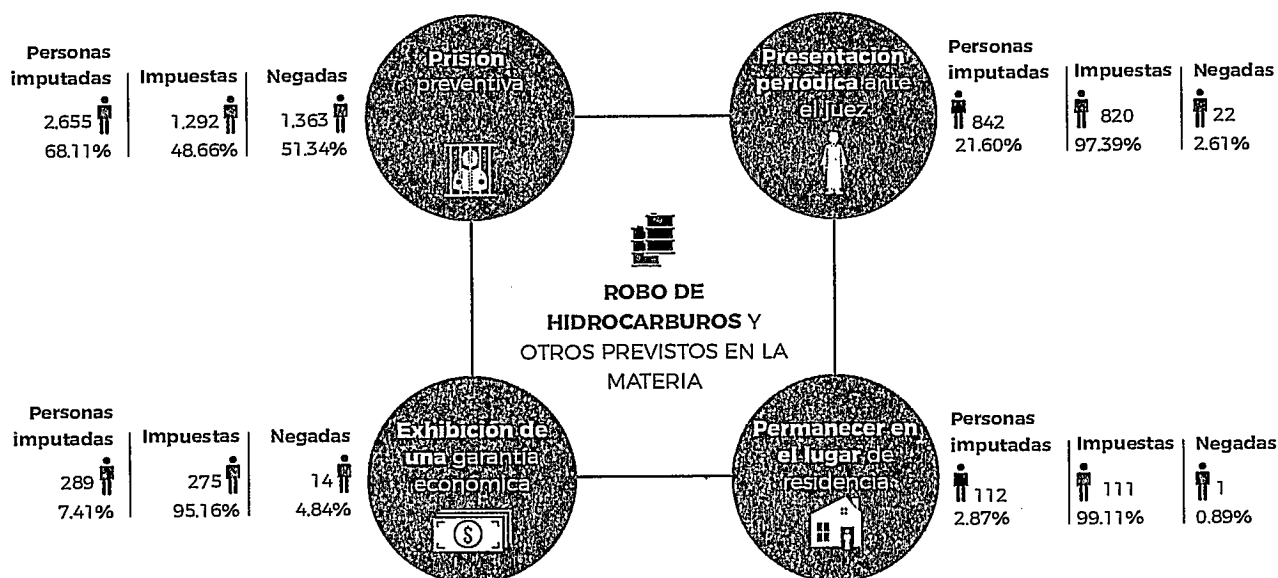 Personas
imputadas
Impuestas
Negadas
2,655
1,292
1,363
68.11%
48.66%
51.34%
Prisión
preventiva
Presentación
periódica ante
el juez
Personas
imputadas
Impuestas
Negadas
842
820
22
21.60%
97.39%
2.61%
ROBO DE
HIDROCARBUROS Y
OTROS PREVISTOS EN LA
MATERIA
Personas
imputadas
Impuestas
Negadas
289
275
14
7.41%
95.16%
4.84%
Exhibición de
una garantía
económica
$
Permanecer en
el lugar de
residencia
Personas
imputadas
Impuestas
Negadas
112
111
1
2.87%
99.11%
0.89%